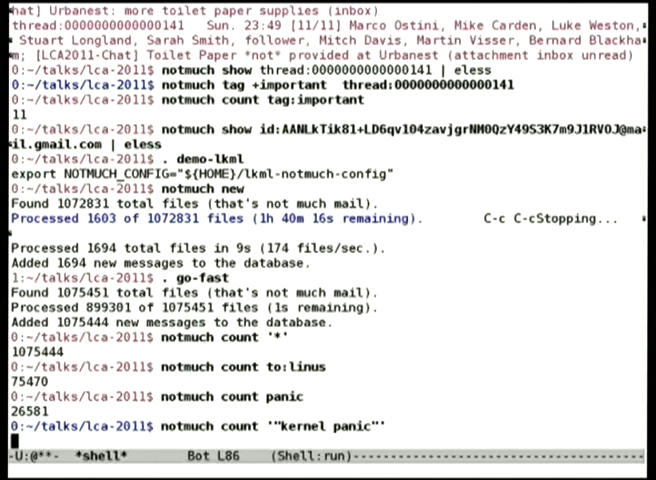 hat] Urbanest: more toilet paper supplies (inbox)
thread:0000000000000141   Sun. 23:49 [11/11] Marco Ostini, Mike Carden, Luke Weston,
 Stuart Longland, Sarah Smith, follower, Mitch Davis, Martin Visser, Bernard Blackha
m; [LCA2011-Chat] Toilet Paper *not* provided at Urbanest (attachment inbox unread)
0:~/talks/lca-2011$ notmuch show thread:0000000000000141 | eless
0:~/talks/lca-2011$ notmuch tag +important  thread:0000000000000141
0:~/talks/lca-2011$ notmuch count tag:important
11
0:~/talks/lca-2011$ notmuch show id:AANLkTik81+LD6qv104zavjgrNM0QzY49S3K7m9J1RVOJ@ma
il.gmail.com | eless
0:~/talks/lca-2011$ . demo-lkml
export NOTMUCH_CONFIG="${HOME}/lkml-notmuch-config"
0:~/talks/lca-2011$ notmuch new
Found 1072831 total files (that's not much mail).
Processed 1603 of 1072831 files (1h 40m 16s remaining).        C-c C-cStopping...
Processed 1694 total files in 9s (174 files/sec.).
Added 1694 new messages to the database.
1:~/talks/lca-2011$ . go-fast
Found 1075451 total files (that's not much mail).
Processed 899301 of 1075451 files (1s remaining).
Added 1075444 new messages to the database.
0:~/talks/lca-2011$ notmuch count '*'
1075444
0:~/talks/lca-2011$ notmuch count to:linus
75470
0:~/talks/lca-2011$ notmuch count panic
26581
0:~/talks/lca-2011$ notmuch count '"kernel panic"'
-U:@**-  *shell*        Bot L86    (Shell:run)